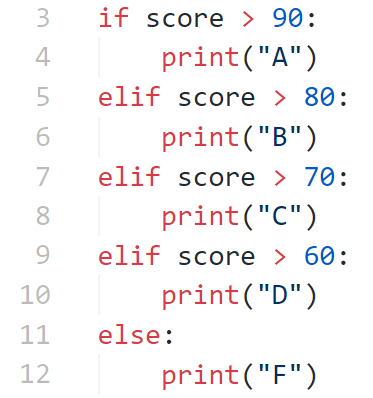 3 if score > 90:
4     print("A")
5 elif score > 80:
6     print("B")
7 elif score > 70:
8     print("C")
9 elif score > 60:
10     print("D")
11 else:
12     print("F")